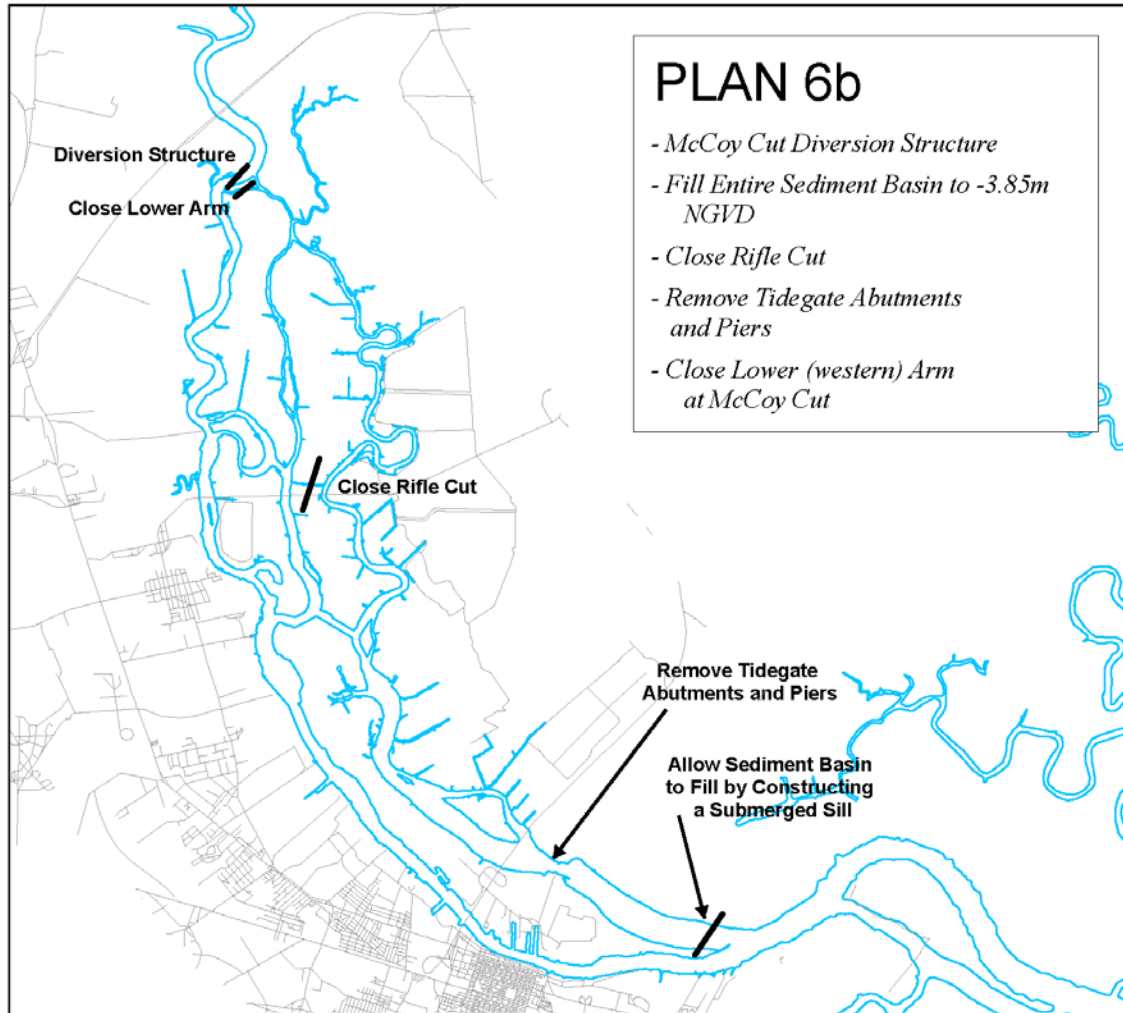 PLAN 6b
- McCoy Cut Diversion Structure
- Fill Entire Sediment Basin to -3.85m
NGVD
- Close Rifle Cut
- Remove Tidegate Abutments
and Piers
- Close Lower (western) Arm
at McCoy Cut
Diversion Structure
Close Lower Arm
Close Rifle Cut
Remove Tidegate
Abutments and Piers
Allow Sediment Basin
to Fill by Constructing
a Submerged Sill